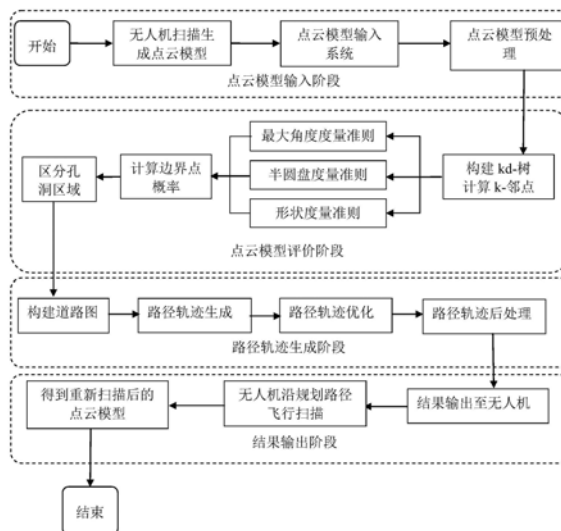 开始
无人机扫描生
成点云模型
点云模型输入
系统
点云模型预处
理
点云模型输入阶段
最大角度度量准则
半圆盘度量准则
形状度量准则
构建 kd-树
计算 k-邻点
计算边界点
概率
区分孔
洞区域
点云模型评价阶段
构建道路图
路径轨迹生成
路径轨迹优化
路径轨迹后处理
路径轨迹生成阶段
得到重新扫描后的
点云模型
无人机沿规划路径
飞行扫描
结果输出至无人机
结果输出阶段
结束